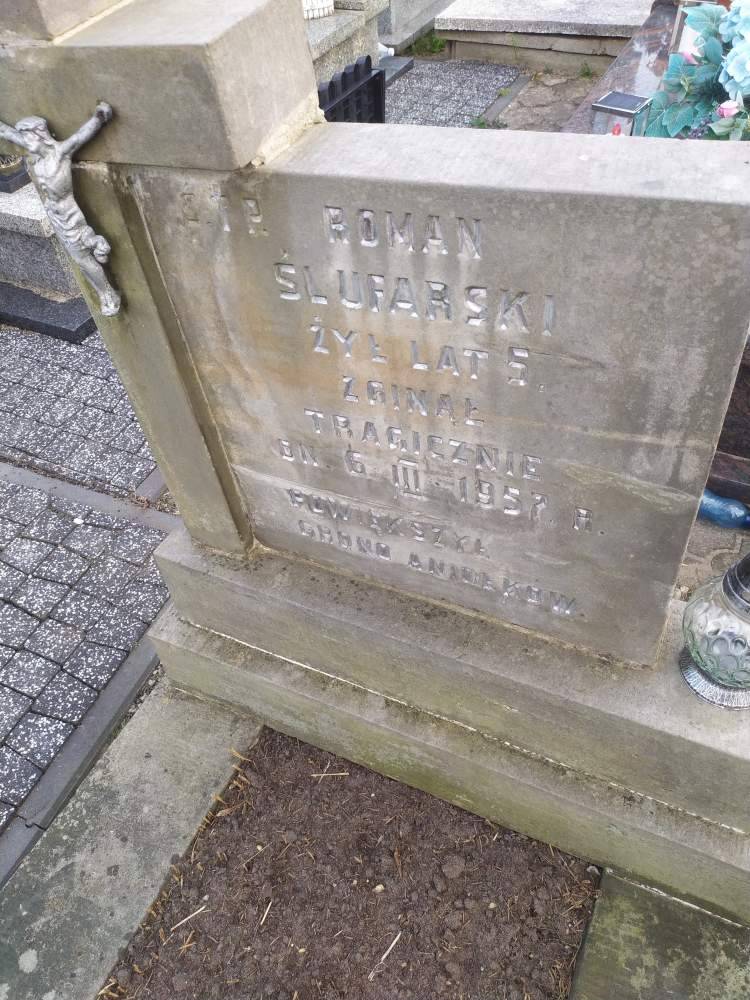 Ś.T P. ROMAN
ŚLUFARSKI
ŻYŁ LAT 5.
ZGINĄŁ
TRAGICZNIE
DN 6 III 1957. R.
POWIĘKSZYŁ
GRONO ANIOŁKÓW.